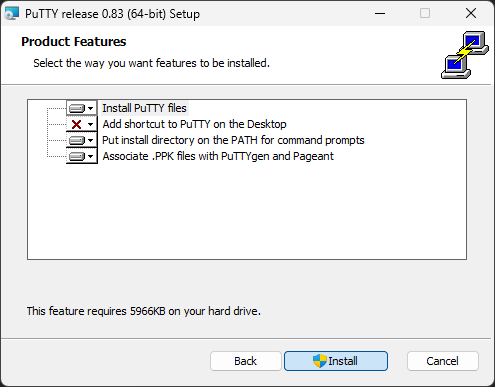 PuTTY release 0.83 (64-bit) Setup
Product Features
Select the way you want features to be installed.
Install PuTTY files
Add shortcut to PuTTY on the Desktop
Put install directory on the PATH for command prompts
Associate .PPK files with PuTTYgen and Pageant
This feature requires 5966KB on your hard drive.
Back Install Cancel